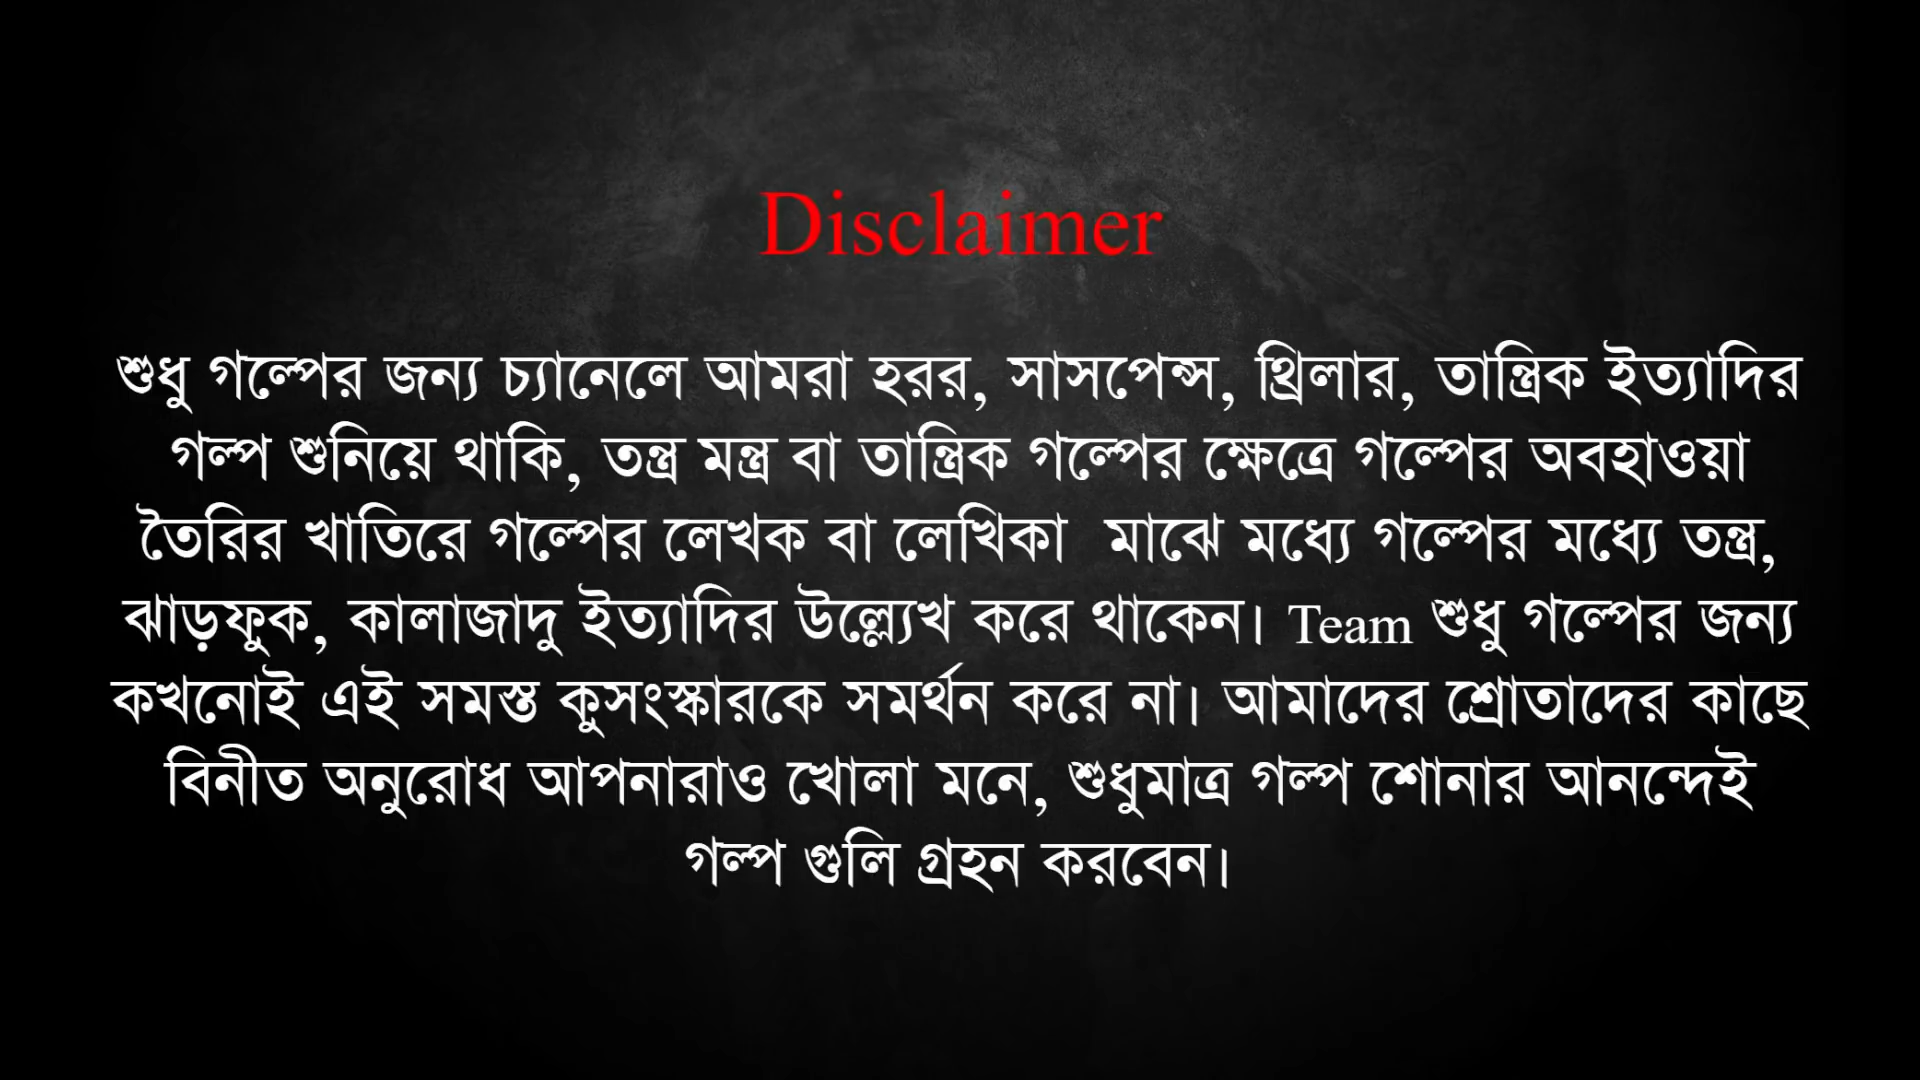 Disclaimer
শুধু গল্পের জন্য চ্যানেলে আমরা হরর, সাসপেন্স, থ্রিলার, তান্ত্রিক ইত্যাদির
গল্প শুনিয়ে থাকি, তন্ত্র মন্ত্র বা তান্ত্রিক গল্পের ক্ষেত্রে গল্পের অবহাওয়া
তৈরির খাতিরে গল্পের লেখক বা লেখিকা মাঝে মধ্যে গল্পের মধ্যে তন্ত্র,
ঝাড়ফুক, কালাজাদু ইত্যাদির উল্ল্যেখ করে থাকেন। Team শুধু গল্পের জন্য
কখনোই এই সমস্ত কুসংস্কারকে সমর্থন করে না। আমাদের শ্রোতাদের কাছে
বিনীত অনুরোধ আপনারাও খোলা মনে, শুধুমাত্র গল্প শোনার আনন্দেই
গল্প গুলি গ্রহন করবেন।